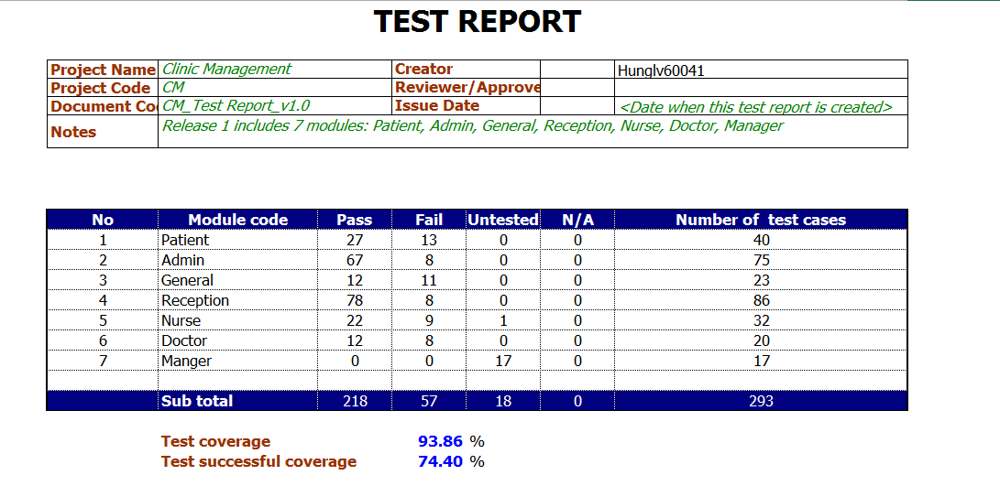 TEST REPORT
Project Name Clinic Management Creator Hunglv60041
Project Code CM Reviewer/Approve
Document Co CM_Test Report_v1.0 Issue Date <Date when this test report is created>
Notes Release 1 includes 7 modules: Patient, Admin, General, Reception, Nurse, Doctor, Manager
No Module code Pass Fail Untested N/A Number of test cases
1 Patient 27 13 0 0 40
2 Admin 67 8 0 0 75
3 General 12 11 0 0 23
4 Reception 78 8 0 0 86
5 Nurse 22 9 1 0 32
6 Doctor 12 8 0 0 20
7 Manger 0 0 17 0 17
Sub total 218 57 18 0 293
Test coverage 93.86 %
Test successful coverage 74.40 %